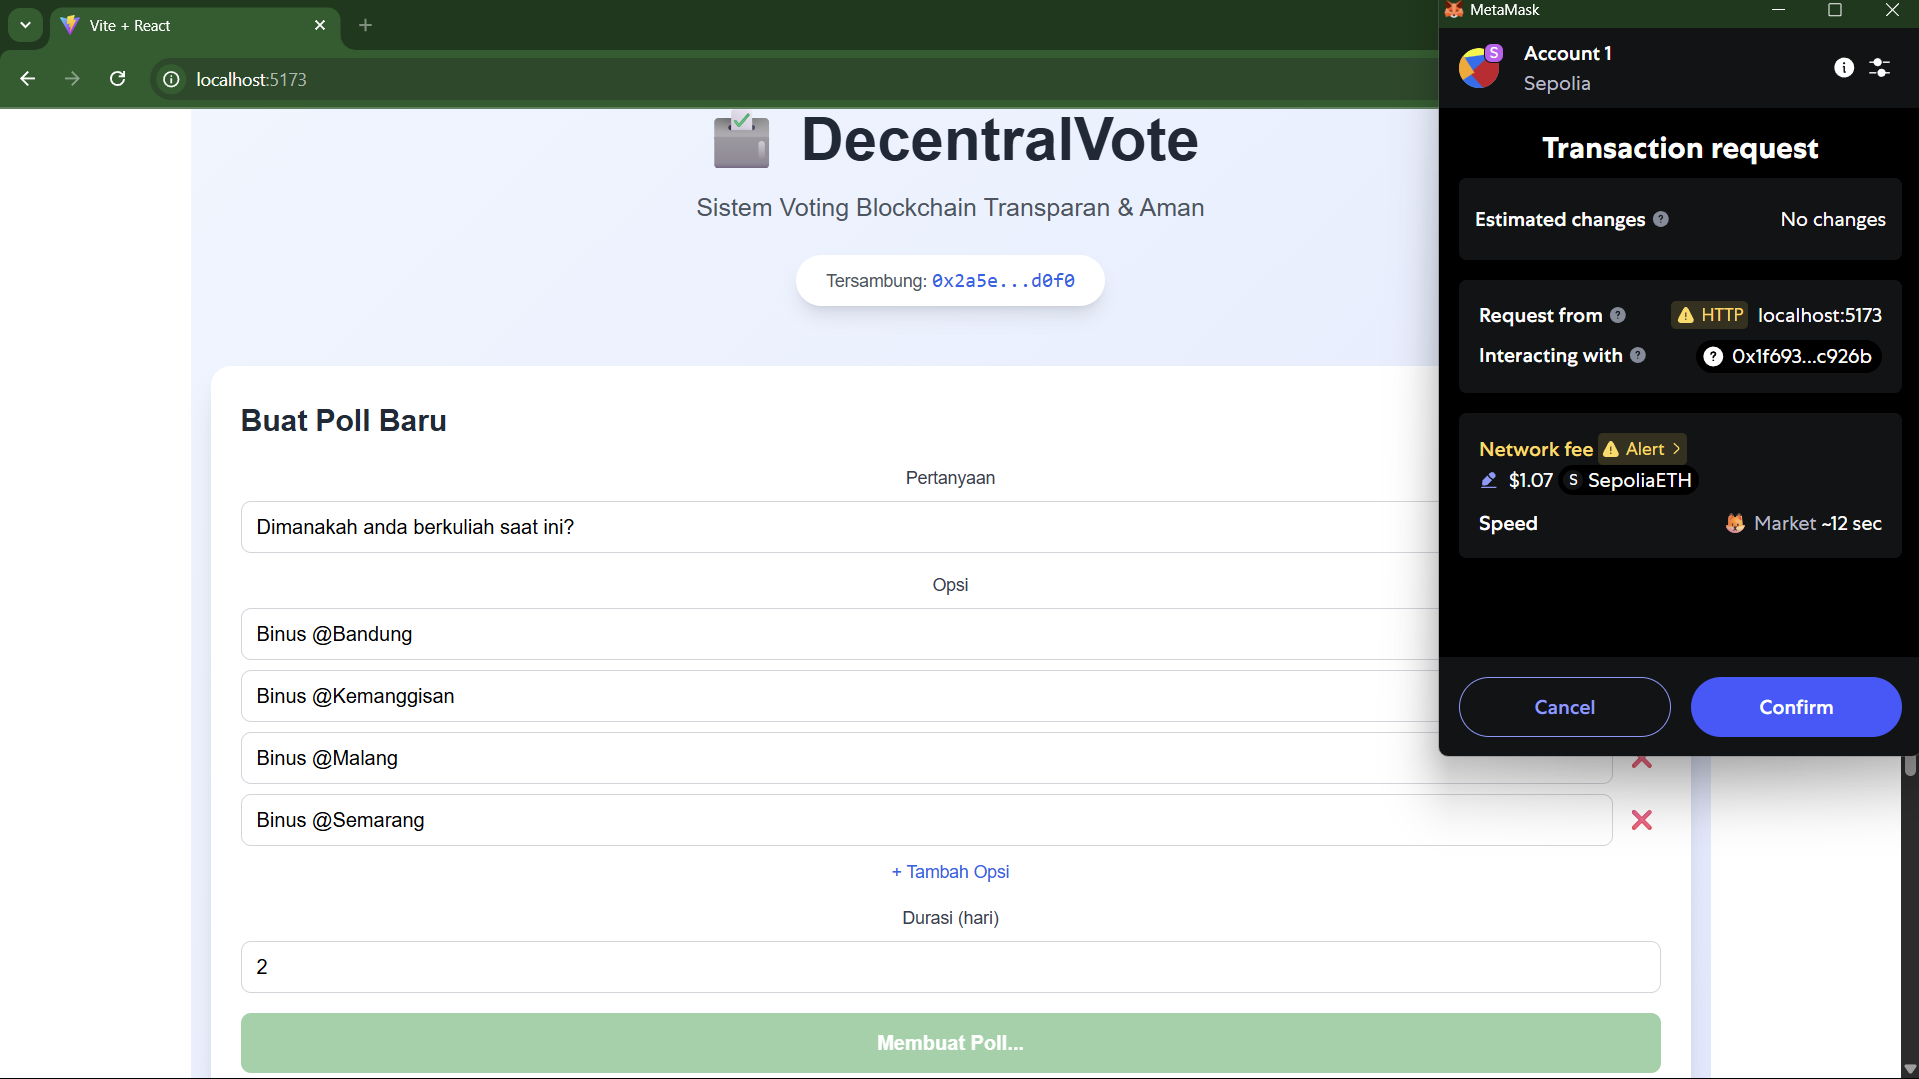 Vite + React
localhost:5173
DecentralVote
Sistem Voting Blockchain Transparan & Aman
Tersambung: 0x2a5e...d0f0
Buat Poll Baru
Pertanyaan
Dimanakah anda berkuliah saat ini?
Opsi
Binus @Bandung
Binus @Kemanggisan
Binus @Malang
Binus @Semarang
+ Tambah Opsi
Durasi (hari)
2
Membuat Poll...
MetaMask
S
Account 1
Sepolia
Transaction request
Estimated changes ? No changes
Request from ? HTTP localhost:5173
Interacting with ? ? 0x1f693...c926b
Network fee Alert >
$1.07 S SepoliaETH
Speed Market ~12 sec
Cancel Confirm